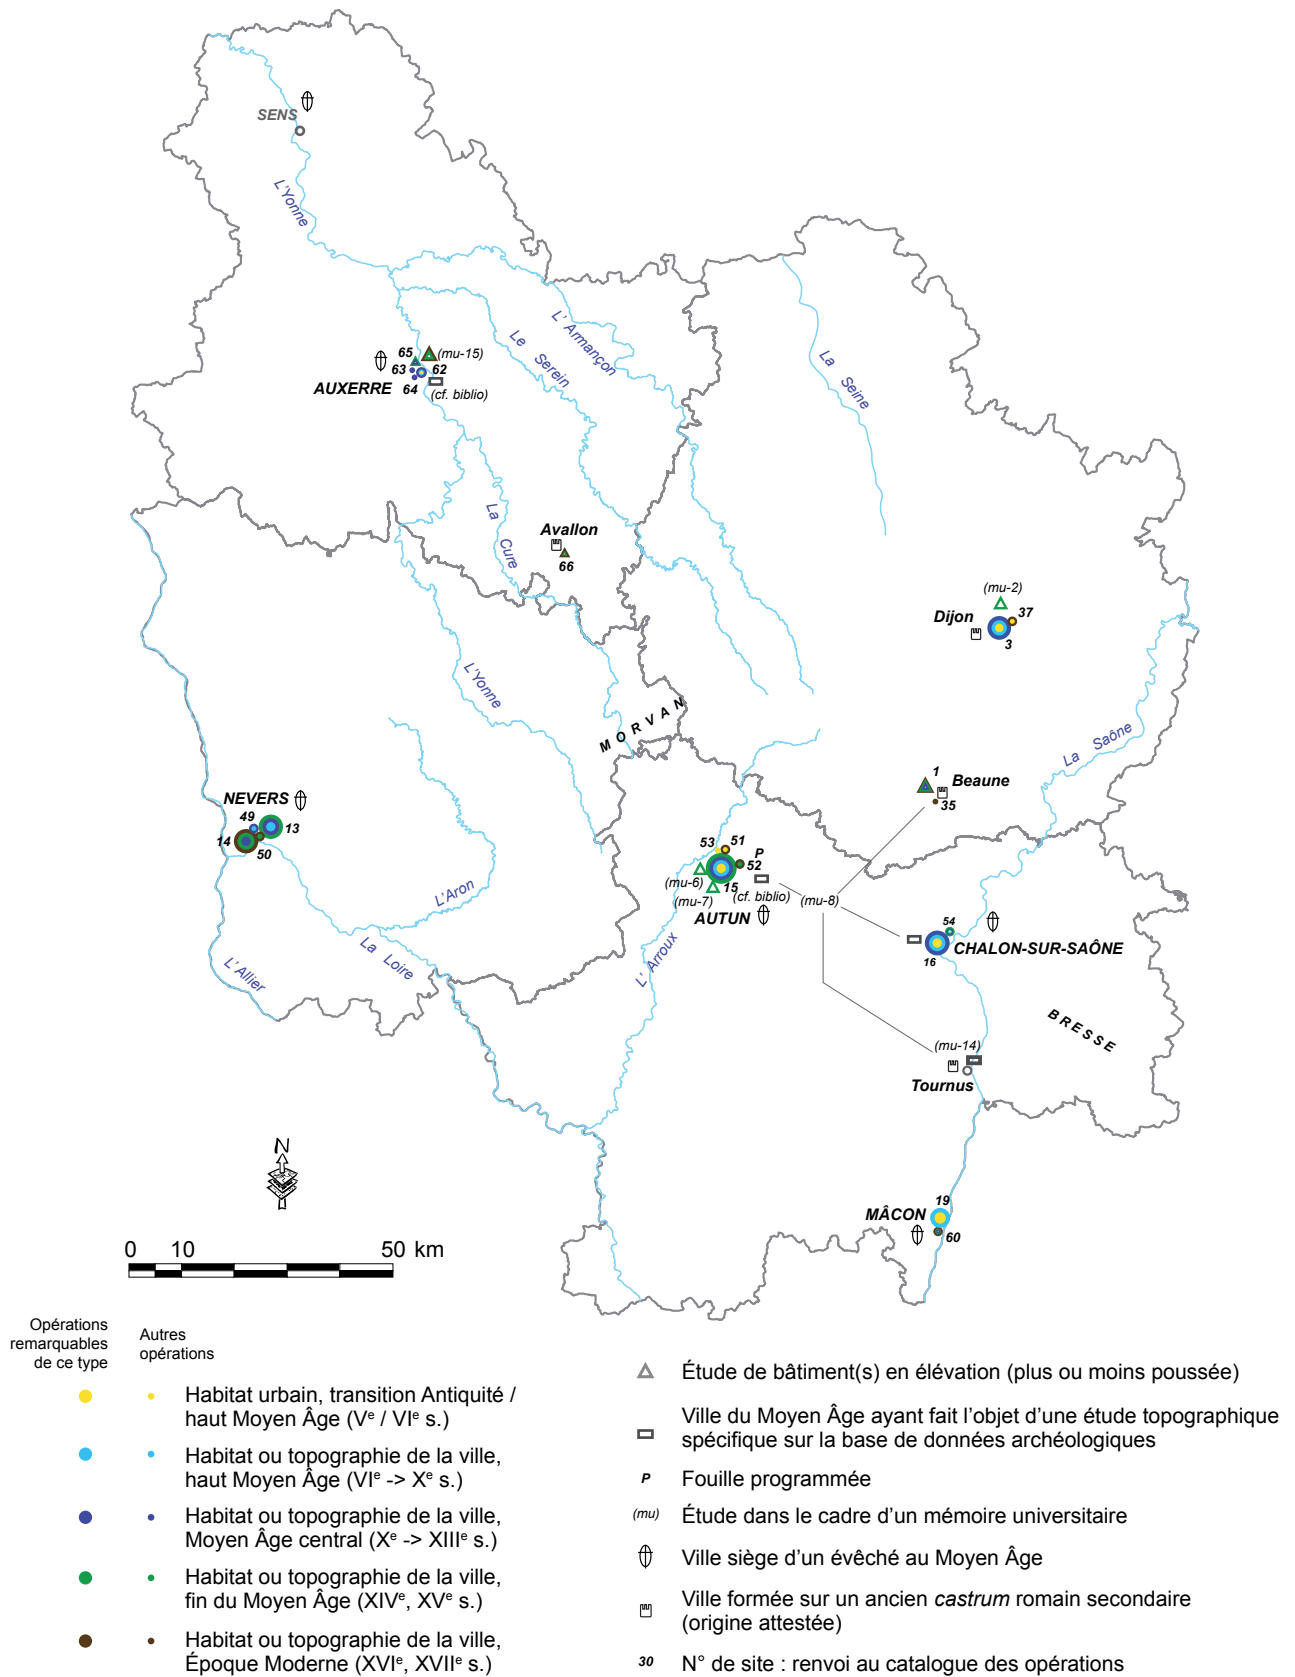 SENS
L'Yonne
L'Armançon
Le Serein
La Seine
65
(mu-15)
63
62
64
AUXERRE
(cf. biblio)
La Cure
Avallon
66
(mu-2)
Dijon
37
3
L'Yonne
MORVAN
La Saône
1
Beaune
35
NEVERS
49
13
14
50
53
51
P
52
(mu-6)
15
(cf. biblio)
(mu-7)
(mu-8)
AUTUN
L'Aron
54
CHALON-SUR-SAÔNE
16
La Loire
L'Arroux
L'Allier
BRESSE
(mu-14)
Tournus
N
19
MÂCON
60
0 10 50 km
Opérations
remarquables
de ce type
Autres
opérations
Habitat urbain, transition Antiquité /
haut Moyen Âge (Ve / VIe s.)
Habitat ou topographie de la ville,
haut Moyen Âge (VIe -> Xe s.)
Habitat ou topographie de la ville,
Moyen Âge central (Xe -> XIIIe s.)
Habitat ou topographie de la ville,
fin du Moyen Âge (XIVe, XVe s.)
Habitat ou topographie de la ville,
Époque Moderne (XVIe, XVIIe s.)
Étude de bâtiment(s) en élévation (plus ou moins poussée)
Ville du Moyen Âge ayant fait l'objet d'une étude topographique
spécifique sur la base de données archéologiques
P Fouille programmée
(mu) Étude dans le cadre d'un mémoire universitaire
Ville siège d'un évêché au Moyen Âge
Ville formée sur un ancien castrum romain secondaire
(origine attestée)
30 N° de site : renvoi au catalogue des opérations